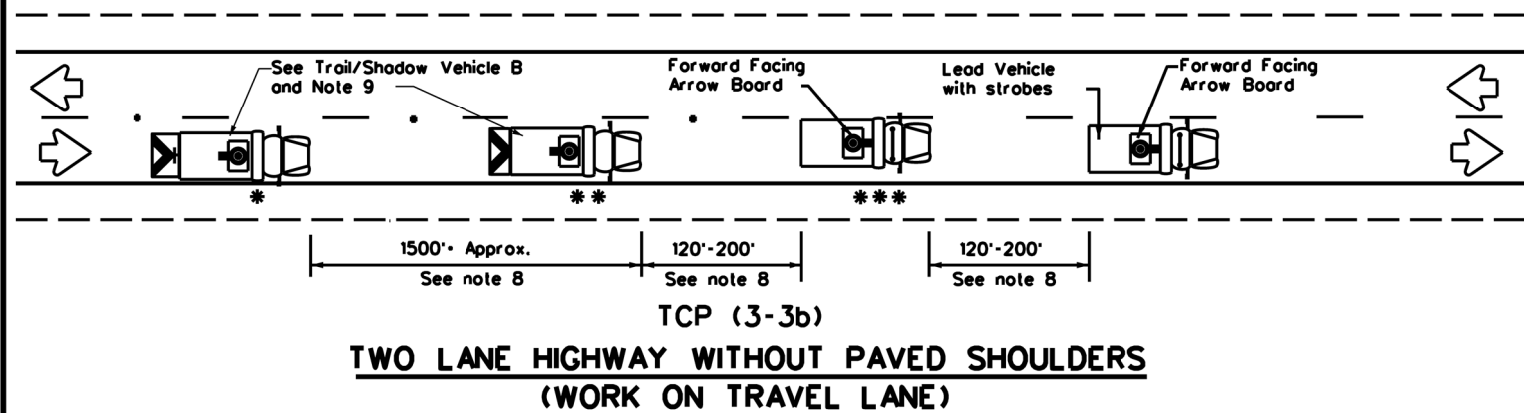 See Trail/Shadow Vehicle B
and Note 9
Forward Facing
Arrow Board
Lead Vehicle
with strobes
Forward Facing
Arrow Board
*
**
***
1500'+ Approx.
See note 8
120'-200'
See note 8
120'-200'
See note 8
TCP (3-3b)
TWO LANE HIGHWAY WITHOUT PAVED SHOULDERS
(WORK ON TRAVEL LANE)